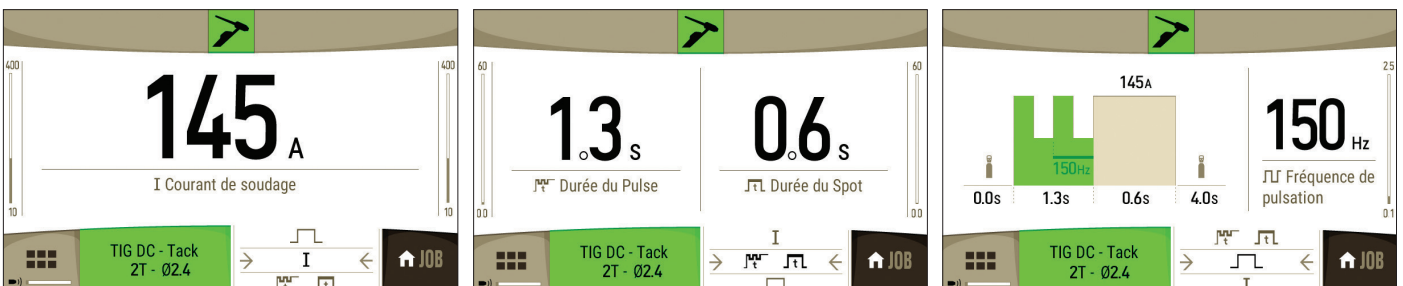 400
400
145 A
I Courant de soudage
10
10
TIG DC - Tack
2T - Ø2.4
I
JOB
t
t
60
60
1.3 s
0.6 s
t Durée du Pulse
t Durée du Spot
0.0
0.0
TIG DC - Tack
2T - Ø2.4
I
t
t
JOB
25
145A
150 Hz
150Hz
Fréquence de
pulsation
0.0s
1.3s
0.6s
4.0s
0.1
TIG DC - Tack
2T - Ø2.4
t
t
I
JOB